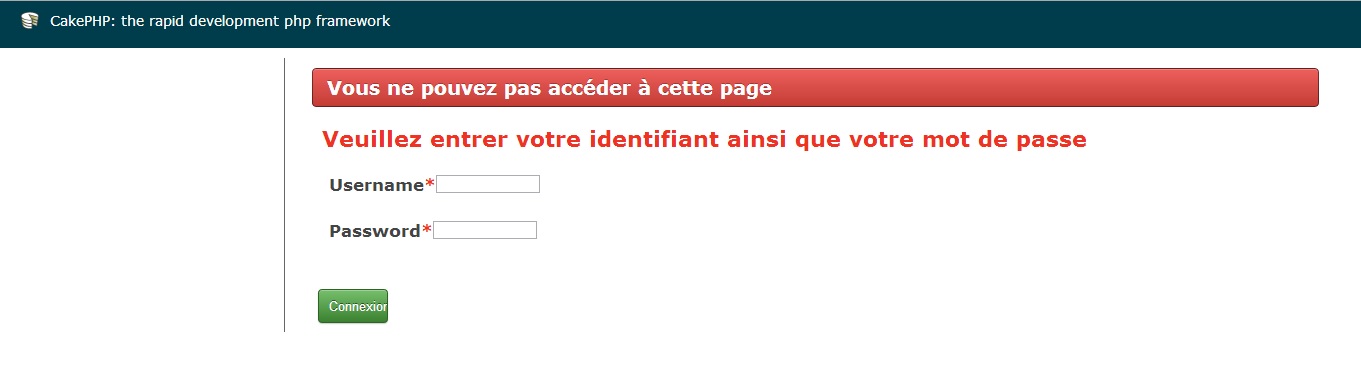 CakePHP: the rapid development php framework
Vous ne pouvez pas accéder à cette page
Veuillez entrer votre identifiant ainsi que votre mot de passe
Username*
Password*
Connexion